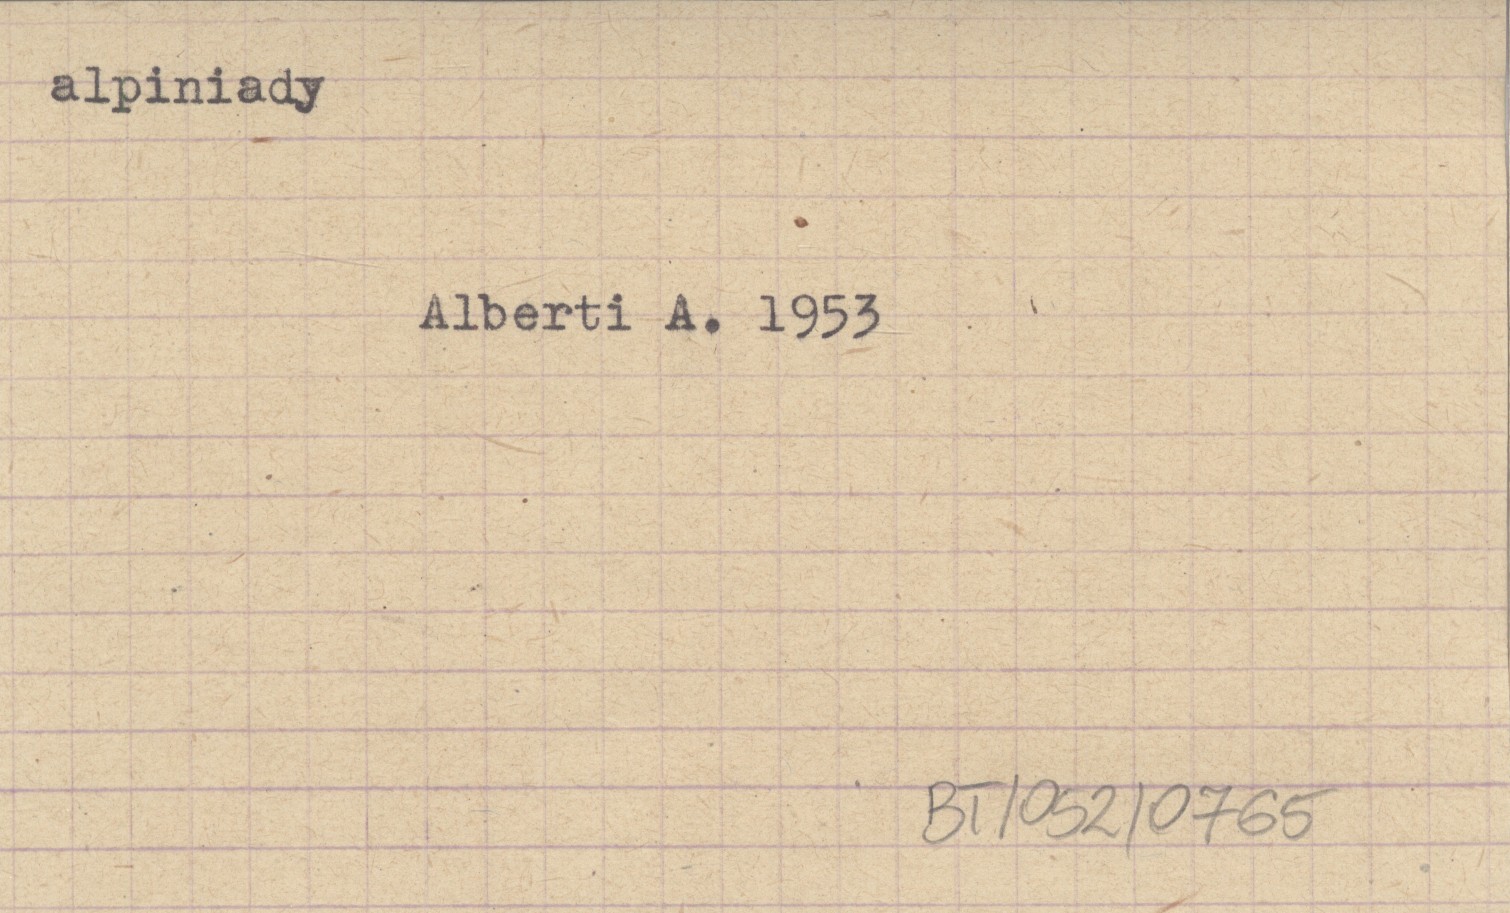 alpiniady
Alberti A. 1953
BT/052/0765